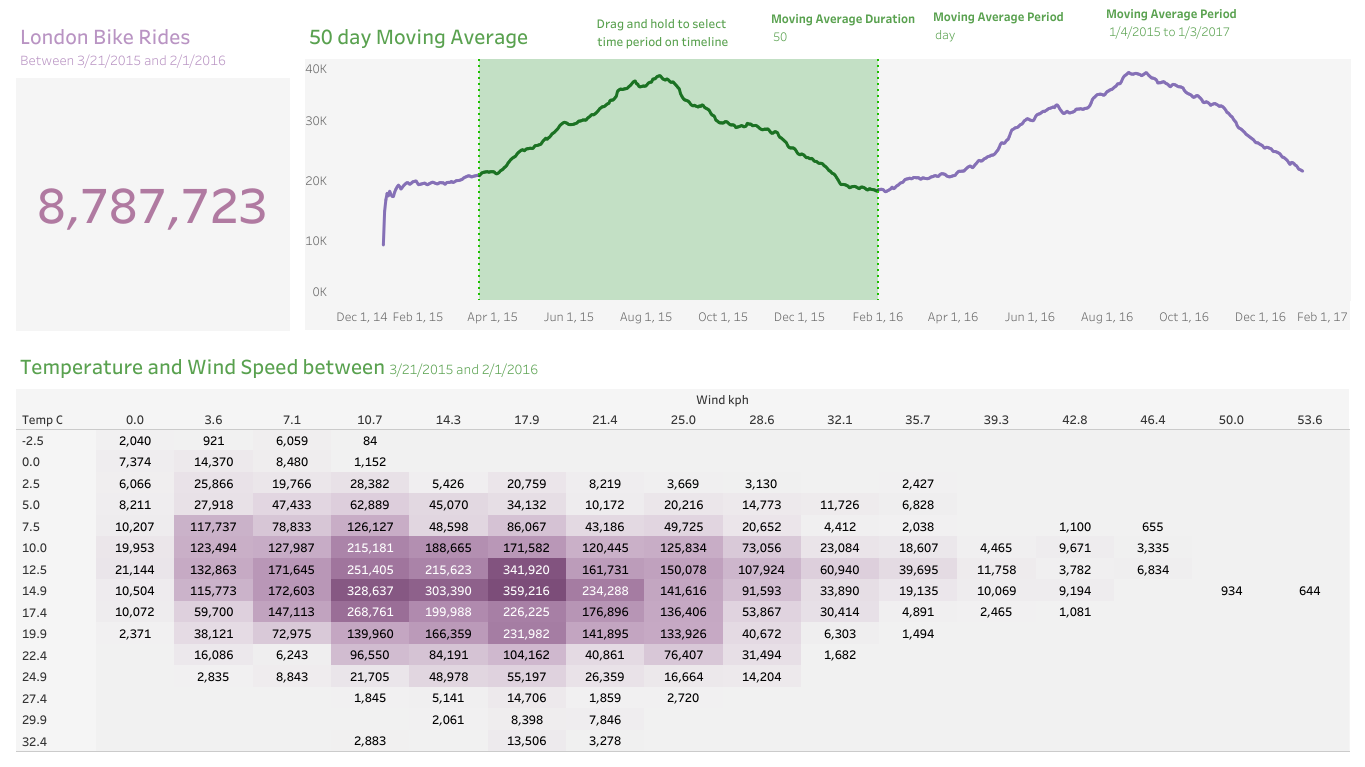 London Bike Rides
Between 3/21/2015 and 2/1/2016
8,787,723
50 day Moving Average
Drag and hold to select
time period on timeline
Moving Average Duration
50
Moving Average Period
day
Moving Average Period
1/4/2015 to 1/3/2017
40K
30K
20K
10K
0K
Dec 1, 14 Feb 1, 15 Apr 1, 15 Jun 1, 15 Aug 1, 15 Oct 1, 15 Dec 1, 15 Feb 1, 16 Apr 1, 16 Jun 1, 16 Aug 1, 16 Oct 1, 16 Dec 1, 16 Feb 1, 17
Temperature and Wind Speed between 3/21/2015 and 2/1/2016
Wind kph
Temp C 0.0 3.6 7.1 10.7 14.3 17.9 21.4 25.0 28.6 32.1 35.7 39.3 42.8 46.4 50.0 53.6
-2.5 2,040 921 6,059 84
0.0 7,374 14,370 8,480 1,152
2.5 6,066 25,866 19,766 28,382 5,426 20,759 8,219 3,669 3,130 2,427
5.0 8,211 27,918 47,433 62,889 45,070 34,132 10,172 20,216 14,773 11,726 6,828
7.5 10,207 117,737 78,833 126,127 48,598 86,067 43,186 49,725 20,652 4,412 2,038 1,100 655
10.0 19,953 123,494 127,987 215,181 188,665 171,582 120,445 125,834 73,056 23,084 18,607 4,465 9,671 3,335
12.5 21,144 132,863 171,645 251,405 215,623 341,920 161,731 150,078 107,924 60,940 39,695 11,758 3,782 6,834
14.9 10,504 115,773 172,603 328,637 303,390 359,216 234,288 141,616 91,593 33,890 19,135 10,069 9,194 934 644
17.4 10,072 59,700 147,113 268,761 199,988 226,225 176,896 136,406 53,867 30,414 4,891 2,465 1,081
19.9 2,371 38,121 72,975 139,960 166,359 231,982 141,895 133,926 40,672 6,303 1,494
22.4 16,086 6,243 96,550 84,191 104,162 40,861 76,407 31,494 1,682
24.9 2,835 8,843 21,705 48,978 55,197 26,359 16,664 14,204
27.4 1,845 5,141 14,706 1,859 2,720
29.9 2,061 8,398 7,846
32.4 2,883 13,506 3,278